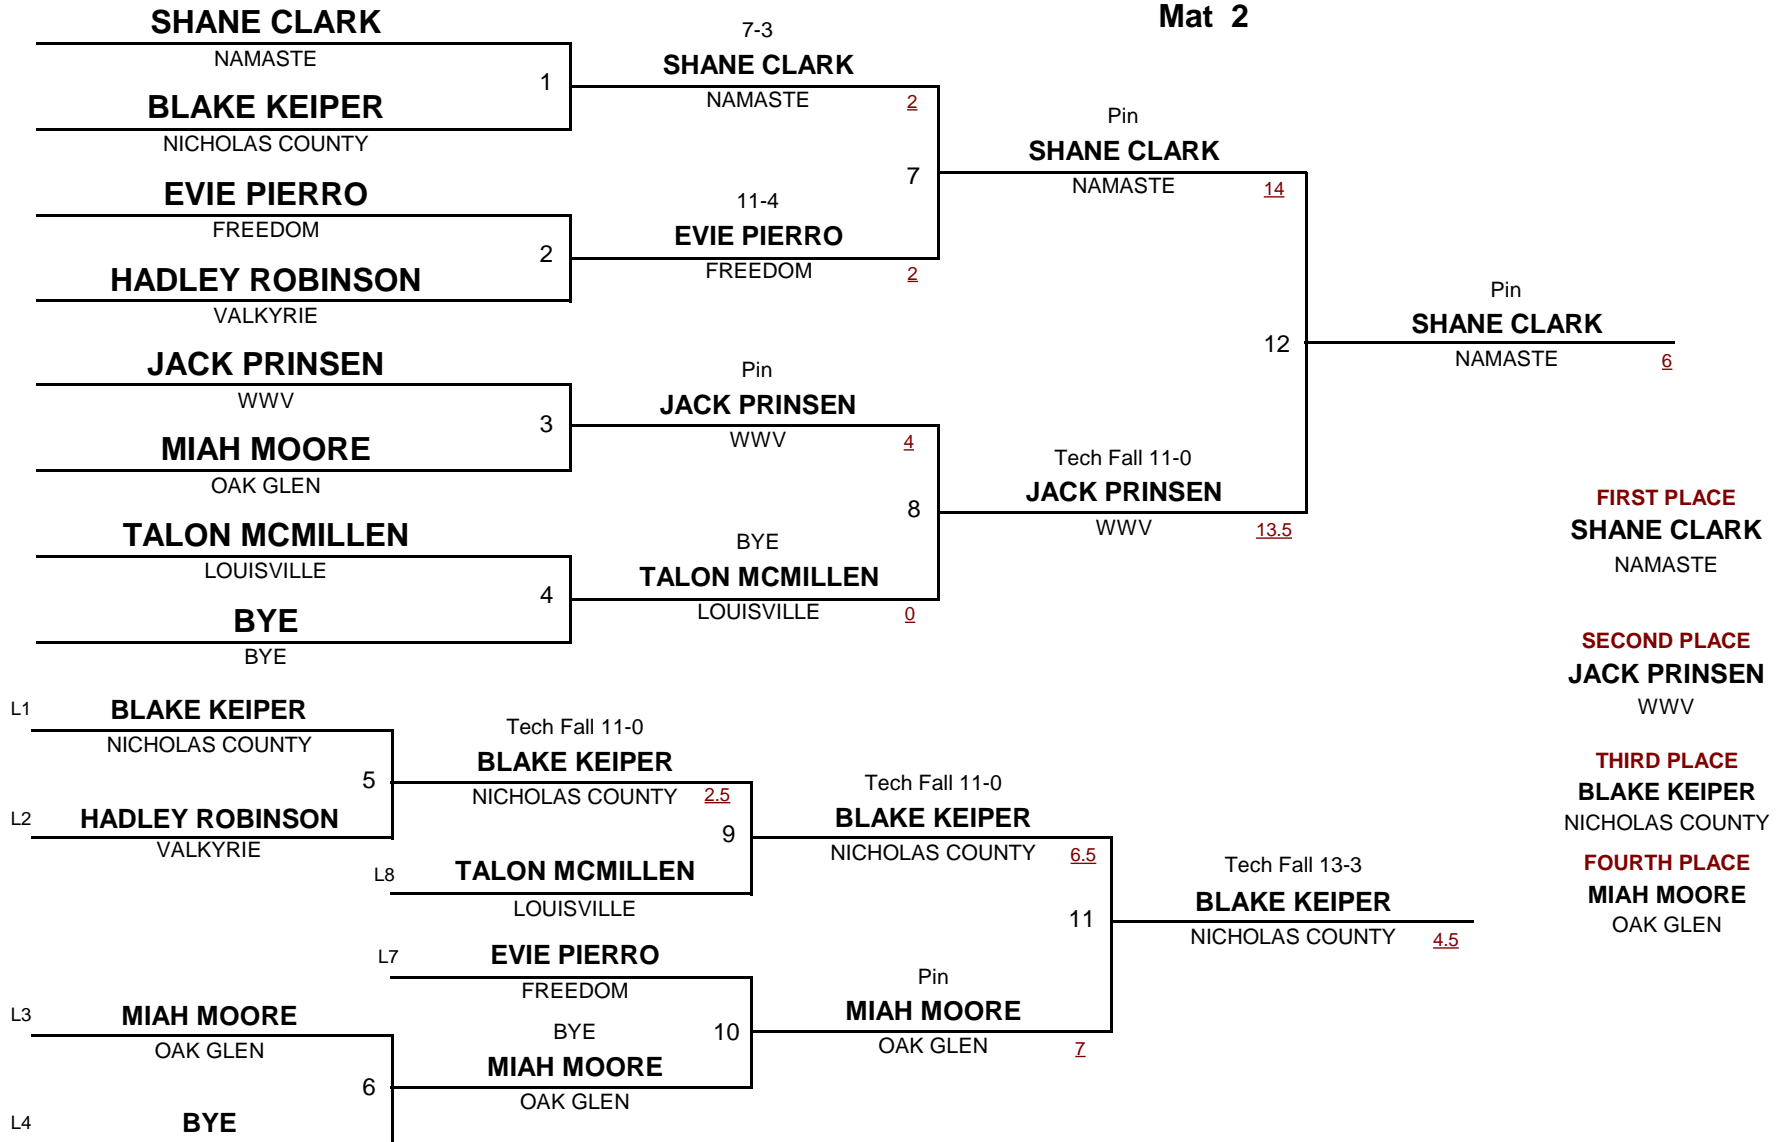 Mat 2
SHANE CLARK
NAMASTE
1
BLAKE KEIPER
NICHOLAS COUNTY
EVIE PIERRO
FREEDOM
2
HADLEY ROBINSON
VALKYRIE
JACK PRINSEN
WWV
3
MIAH MOORE
OAK GLEN
TALON MCMILLEN
LOUISVILLE
4
BYE
BYE
7-3
SHANE CLARK
NAMASTE 2
7
11-4
EVIE PIERRO
FREEDOM 2
Pin
JACK PRINSEN
WWV 4
8
BYE
TALON MCMILLEN
LOUISVILLE 0
Pin
SHANE CLARK
NAMASTE 14
12
Tech Fall 11-0
JACK PRINSEN
WWV 13.5
Pin
SHANE CLARK
NAMASTE 6
FIRST PLACE
SHANE CLARK
NAMASTE
SECOND PLACE
JACK PRINSEN
WWV
THIRD PLACE
BLAKE KEIPER
NICHOLAS COUNTY
FOURTH PLACE
MIAH MOORE
OAK GLEN
L1 BLAKE KEIPER
NICHOLAS COUNTY
5
L2 HADLEY ROBINSON
VALKYRIE
L3 MIAH MOORE
OAK GLEN
6
L4 BYE
Tech Fall 11-0
BLAKE KEIPER
NICHOLAS COUNTY 2.5
9
L8 TALON MCMILLEN
LOUISVILLE
L7 EVIE PIERRO
FREEDOM
10
BYE
MIAH MOORE
OAK GLEN
Tech Fall 11-0
BLAKE KEIPER
NICHOLAS COUNTY 6.5
11
Pin
MIAH MOORE
OAK GLEN 7
Tech Fall 13-3
BLAKE KEIPER
NICHOLAS COUNTY 4.5